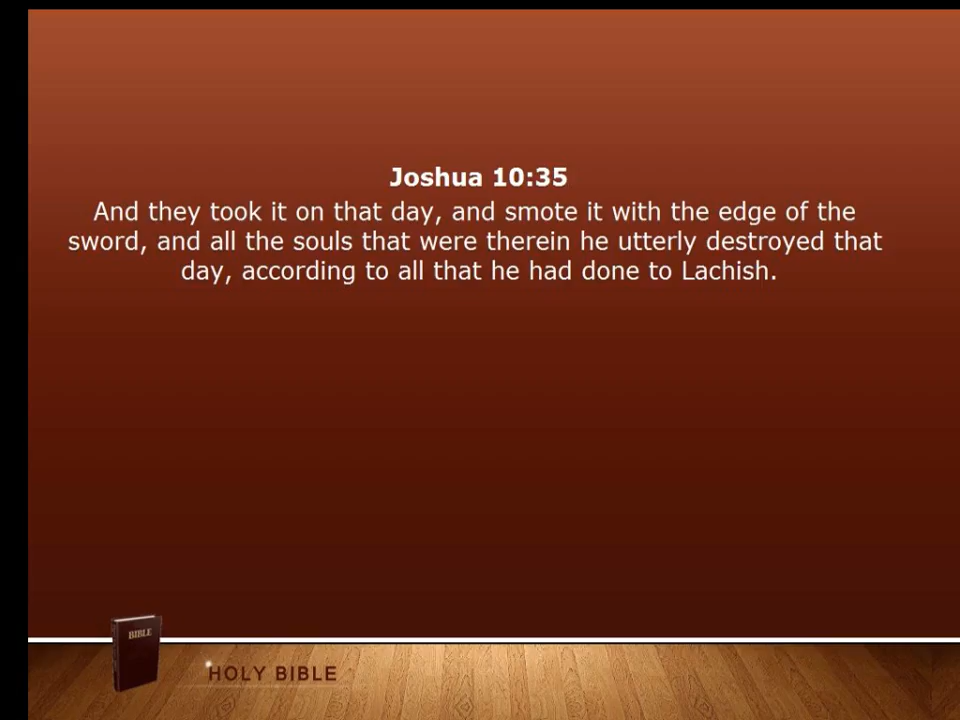 Joshua 10:35
And they took it on that day, and smote it with the edge of the
sword, and all the souls that were therein he utterly destroyed that
day, according to all that he had done to Lachish.
BIBLE
HOLY BIBLE